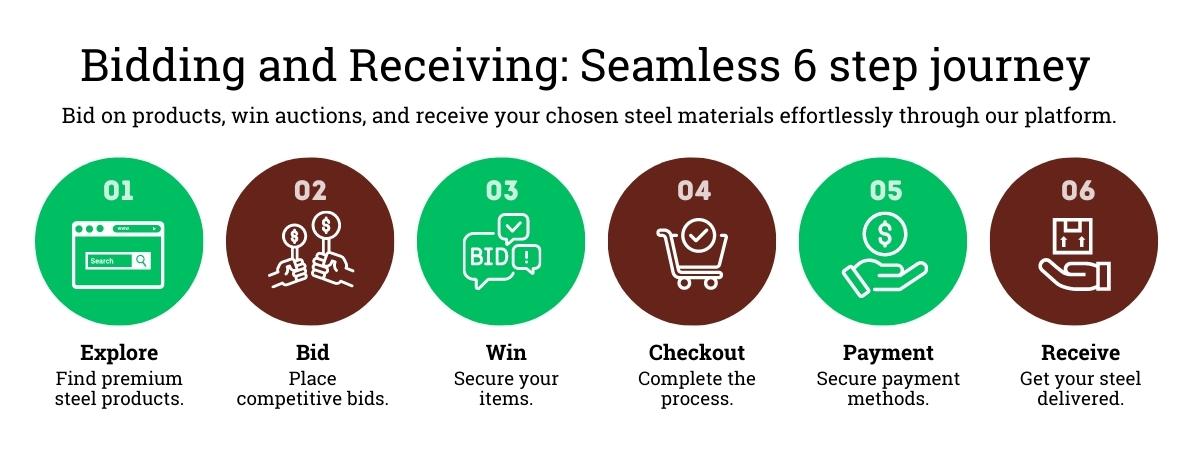 Bidding and Receiving: Seamless 6 step journey
Bid on products, win auctions, and receive your chosen steel materials effortlessly through our platform.
01
www
Search
Explore
Find premium
steel products.
02
$ $
Bid
Place
competitive bids.
03
BID !
Win
Secure your
items.
04
Checkout
Complete the
process.
05
$
Payment
Secure payment
methods.
06
Receive
Get your steel
delivered.